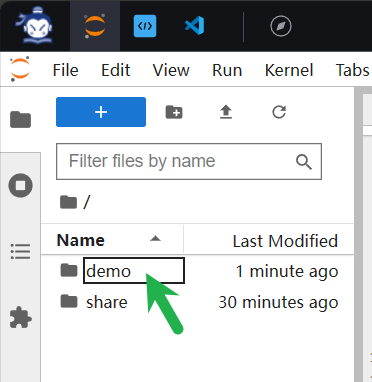 File Edit View Run Kernel Tabs
+
Filter files by name
/
Name Last Modified
demo 1 minute ago
share 30 minutes ago